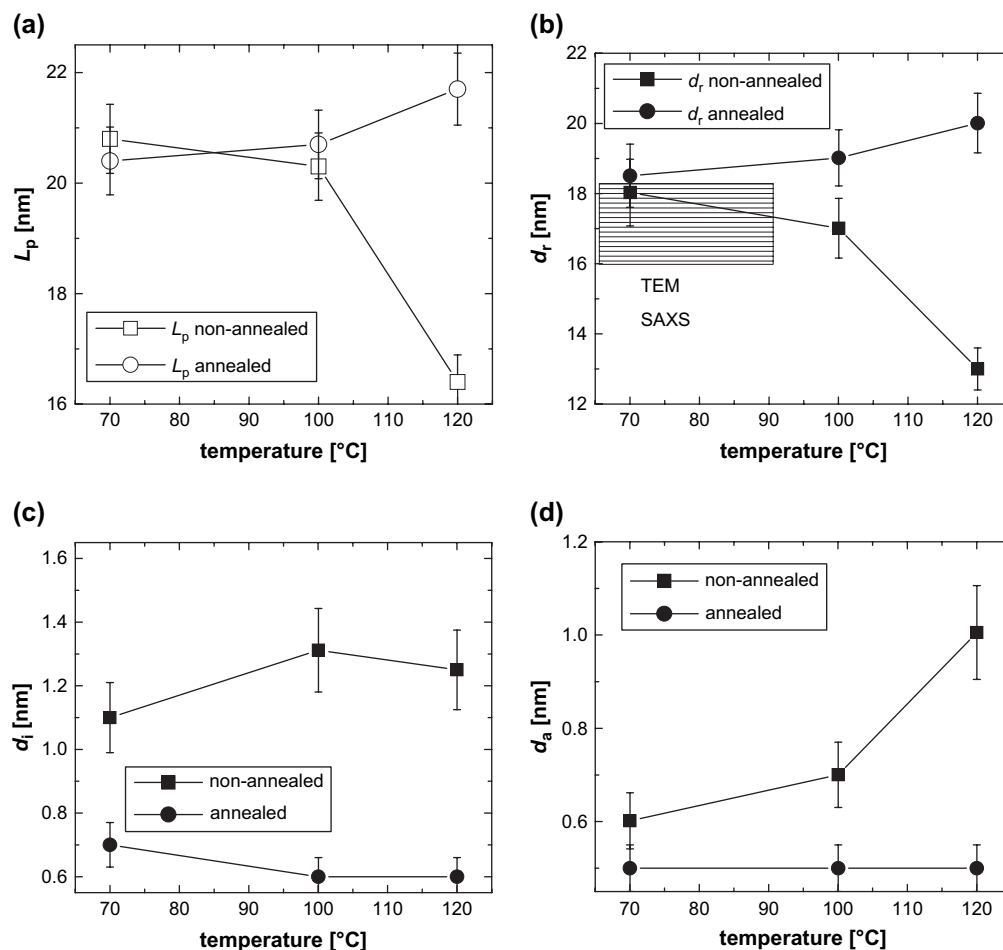 (a)
22
20
18
16
L_p [nm]
L_p non-annealed
L_p annealed
70 80 90 100 110 120
temperature [°C]
(b)
22
20
18
16
14
12
d_r [nm]
d_r non-annealed
d_r annealed
TEM
SAXS
70 80 90 100 110 120
temperature [°C]
(c)
1.6
1.4
1.2
1.0
0.8
0.6
d_i [nm]
non-annealed
annealed
70 80 90 100 110 120
temperature [°C]
(d)
1.2
1.0
0.8
0.6
d_a [nm]
non-annealed
annealed
70 80 90 100 110 120
temperature [°C]